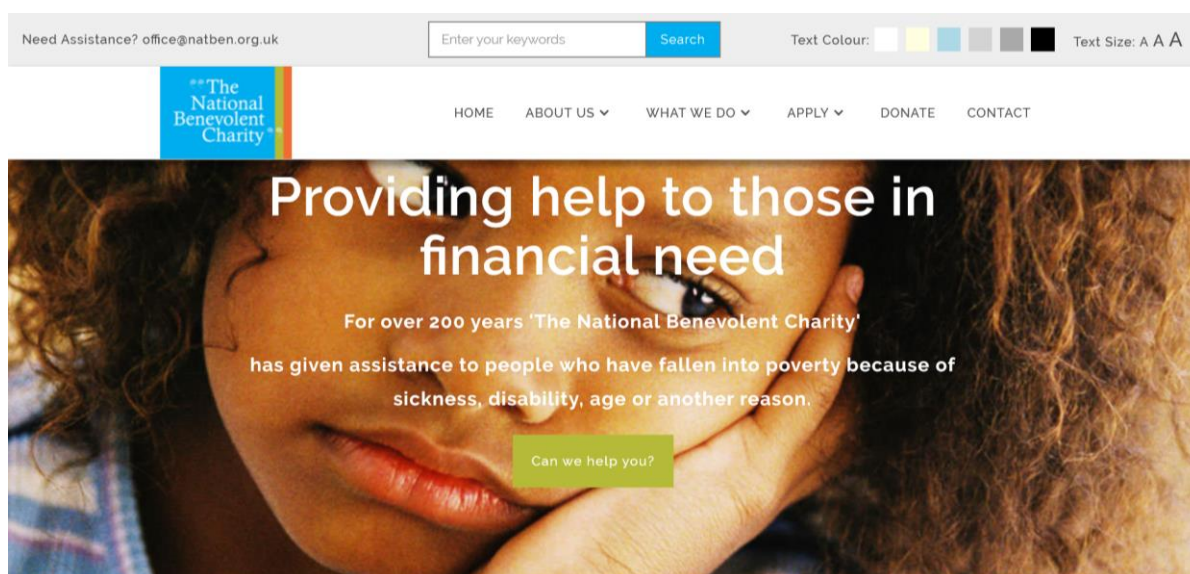 Need Assistance? office@natben.org.uk
Enter your keywords
Search
Text Colour:
Text Size: A A A
The
National
Benevolent
Charity
HOME ABOUT US WHAT WE DO APPLY DONATE CONTACT
Providing help to those in
financial need
For over 200 years 'The National Benevolent Charity'
has given assistance to people who have fallen into poverty because of
sickness, disability, age or another reason.
Can we help you?